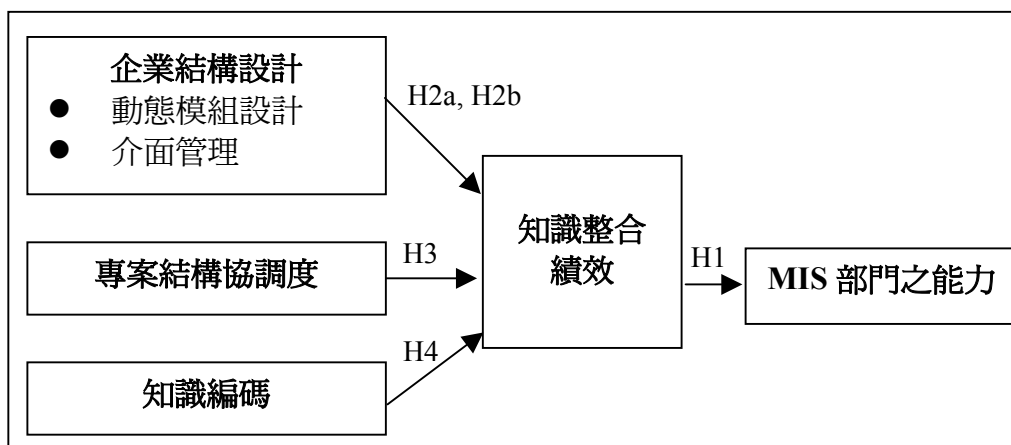 企業結構設計
● 動態模組設計
● 介面管理
H2a, H2b
專案結構協調度
H3
知識編碼
H4
知識整合
績效
H1
MIS 部門之能力